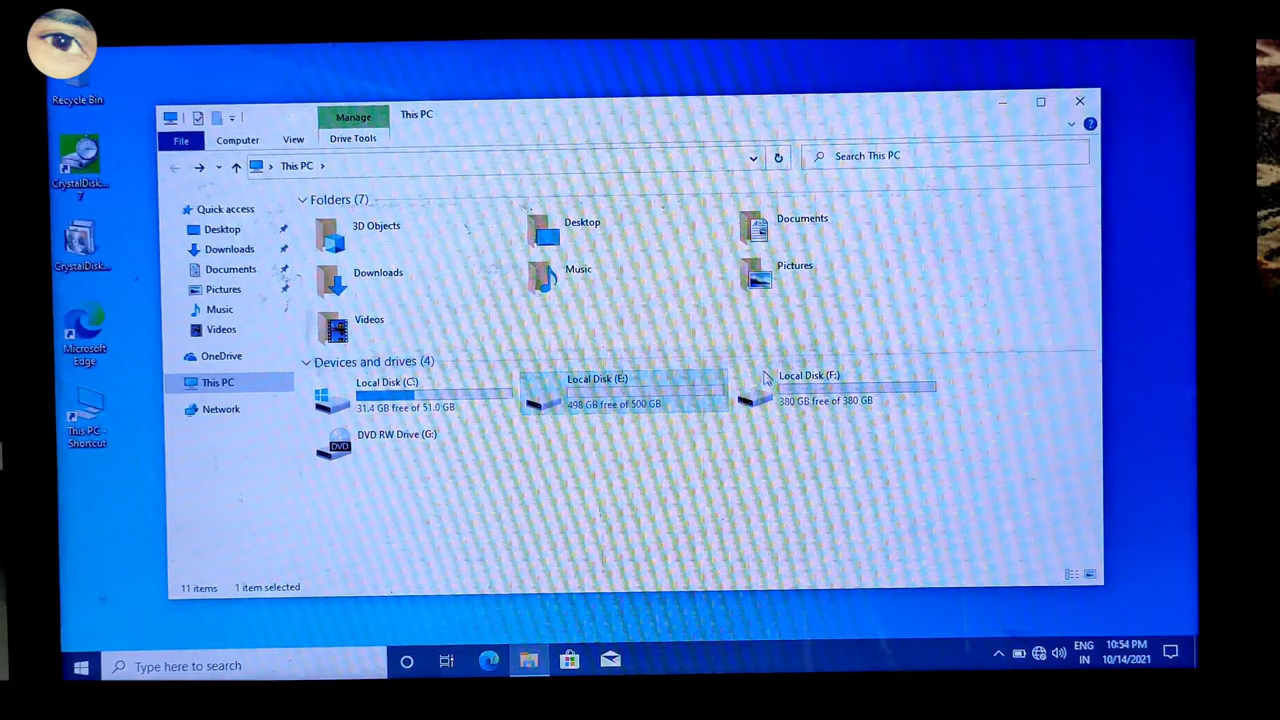 Recycle Bin
CrystalDisk...
7
CrystalDisk...
Microsoft
Edge
This PC -
Shortcut
Manage
This PC
File
Computer
View
Drive Tools
This PC
Search This PC
Quick access
Desktop
Downloads
Documents
Pictures
Music
Videos
OneDrive
This PC
Network
Folders (7)
3D Objects
Desktop
Documents
Downloads
Music
Pictures
Videos
Devices and drives (4)
Local Disk (C:)
31.4 GB free of 51.0 GB
Local Disk (E:)
498 GB free of 500 GB
Local Disk (F:)
380 GB free of 380 GB
DVD RW Drive (G:)
DVD
11 items
1 item selected
Type here to search
ENG
IN
10:54 PM
10/14/2021